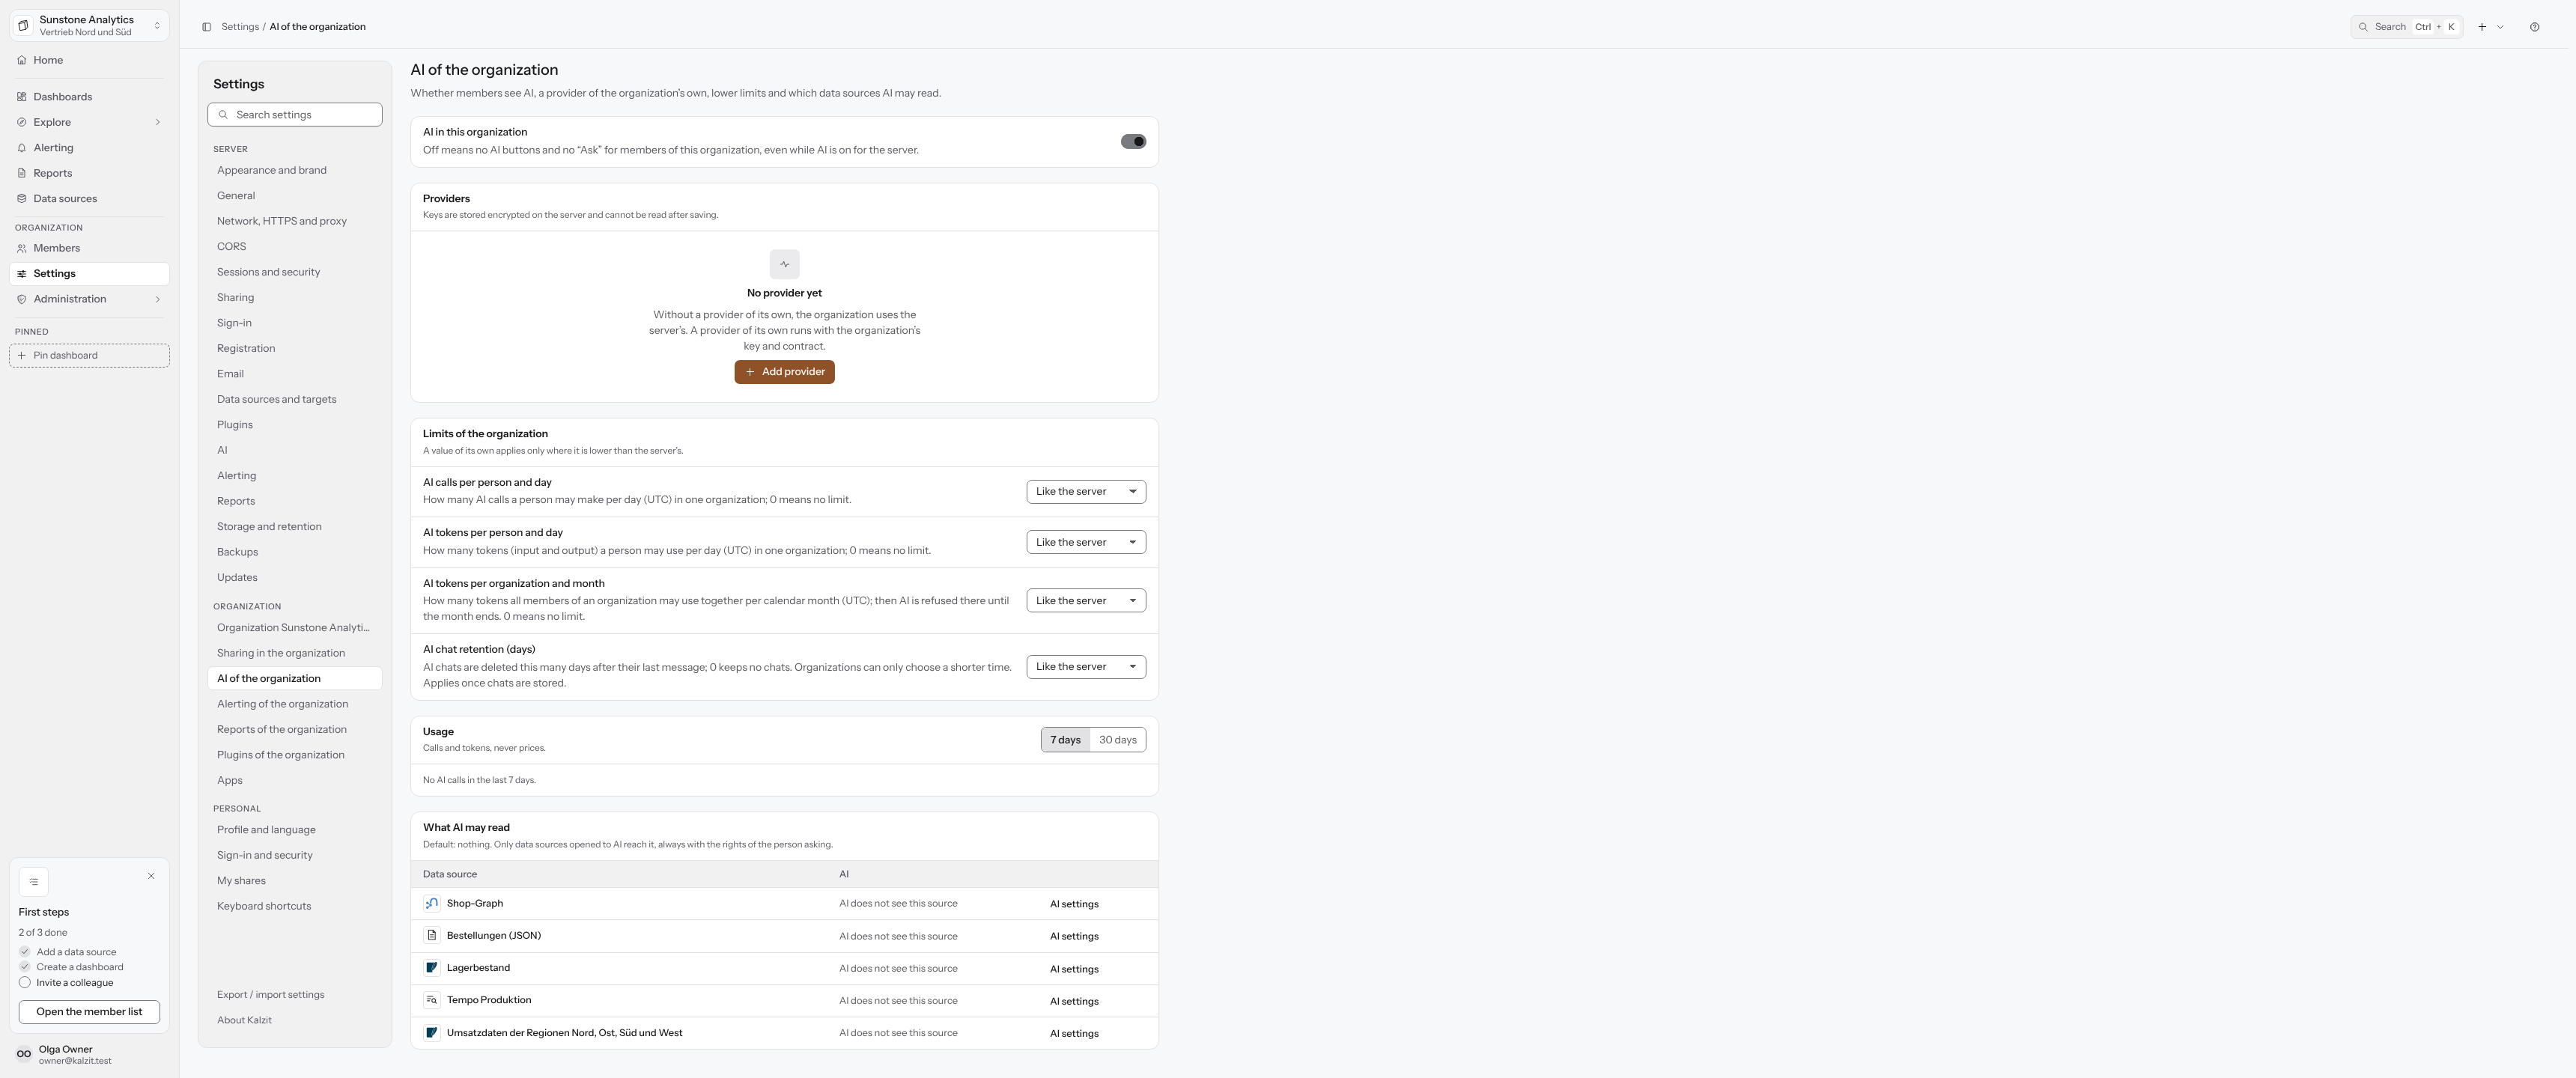 Sunstone Analytics
Vertrieb Nord und Süd
Home
Dashboards
Explore
Alerting
Reports
Data sources
ORGANIZATION
Members
Settings
Administration
PINNED
Pin dashboard
First steps
2 of 3 done
Add a data source
Create a dashboard
Invite a colleague
Open the member list
OO
Olga Owner
owner@kalzit.test
Settings / AI of the organization
Search Ctrl + K
Settings
Search settings
SERVER
Appearance and brand
General
Network, HTTPS and proxy
CORS
Sessions and security
Sharing
Sign-in
Registration
Email
Data sources and targets
Plugins
AI
Alerting
Reports
Storage and retention
Backups
Updates
ORGANIZATION
Organization Sunstone Analyti...
Sharing in the organization
AI of the organization
Alerting of the organization
Reports of the organization
Plugins of the organization
Apps
PERSONAL
Profile and language
Sign-in and security
My shares
Keyboard shortcuts
Export / import settings
About Kalzit
AI of the organization
Whether members see AI, a provider of the organization's own, lower limits and which data sources AI may read.
AI in this organization
Off means no AI buttons and no “Ask” for members of this organization, even while AI is on for the server.
Providers
Keys are stored encrypted on the server and cannot be read after saving.
No provider yet
Without a provider of its own, the organization uses the
server's. A provider of its own runs with the organization's
key and contract.
Add provider
Limits of the organization
A value of its own applies only where it is lower than the server's.
AI calls per person and day
How many AI calls a person may make per day (UTC) in one organization; 0 means no limit.
Like the server
AI tokens per person and day
How many tokens (input and output) a person may use per day (UTC) in one organization; 0 means no limit.
Like the server
AI tokens per organization and month
How many tokens all members of an organization may use together per calendar month (UTC); then AI is refused there until
the month ends. 0 means no limit.
Like the server
AI chat retention (days)
AI chats are deleted this many days after their last message; 0 keeps no chats. Organizations can only choose a shorter time.
Applies once chats are stored.
Like the server
Usage
Calls and tokens, never prices.
7 days 30 days
No AI calls in the last 7 days.
What AI may read
Default: nothing. Only data sources opened to AI reach it, always with the rights of the person asking.
Data source AI
Shop-Graph AI does not see this source AI settings
Bestellungen (JSON) AI does not see this source AI settings
Lagerbestand AI does not see this source AI settings
Tempo Produktion AI does not see this source AI settings
Umsatzdaten der Regionen Nord, Ost, Süd und West AI does not see this source AI settings